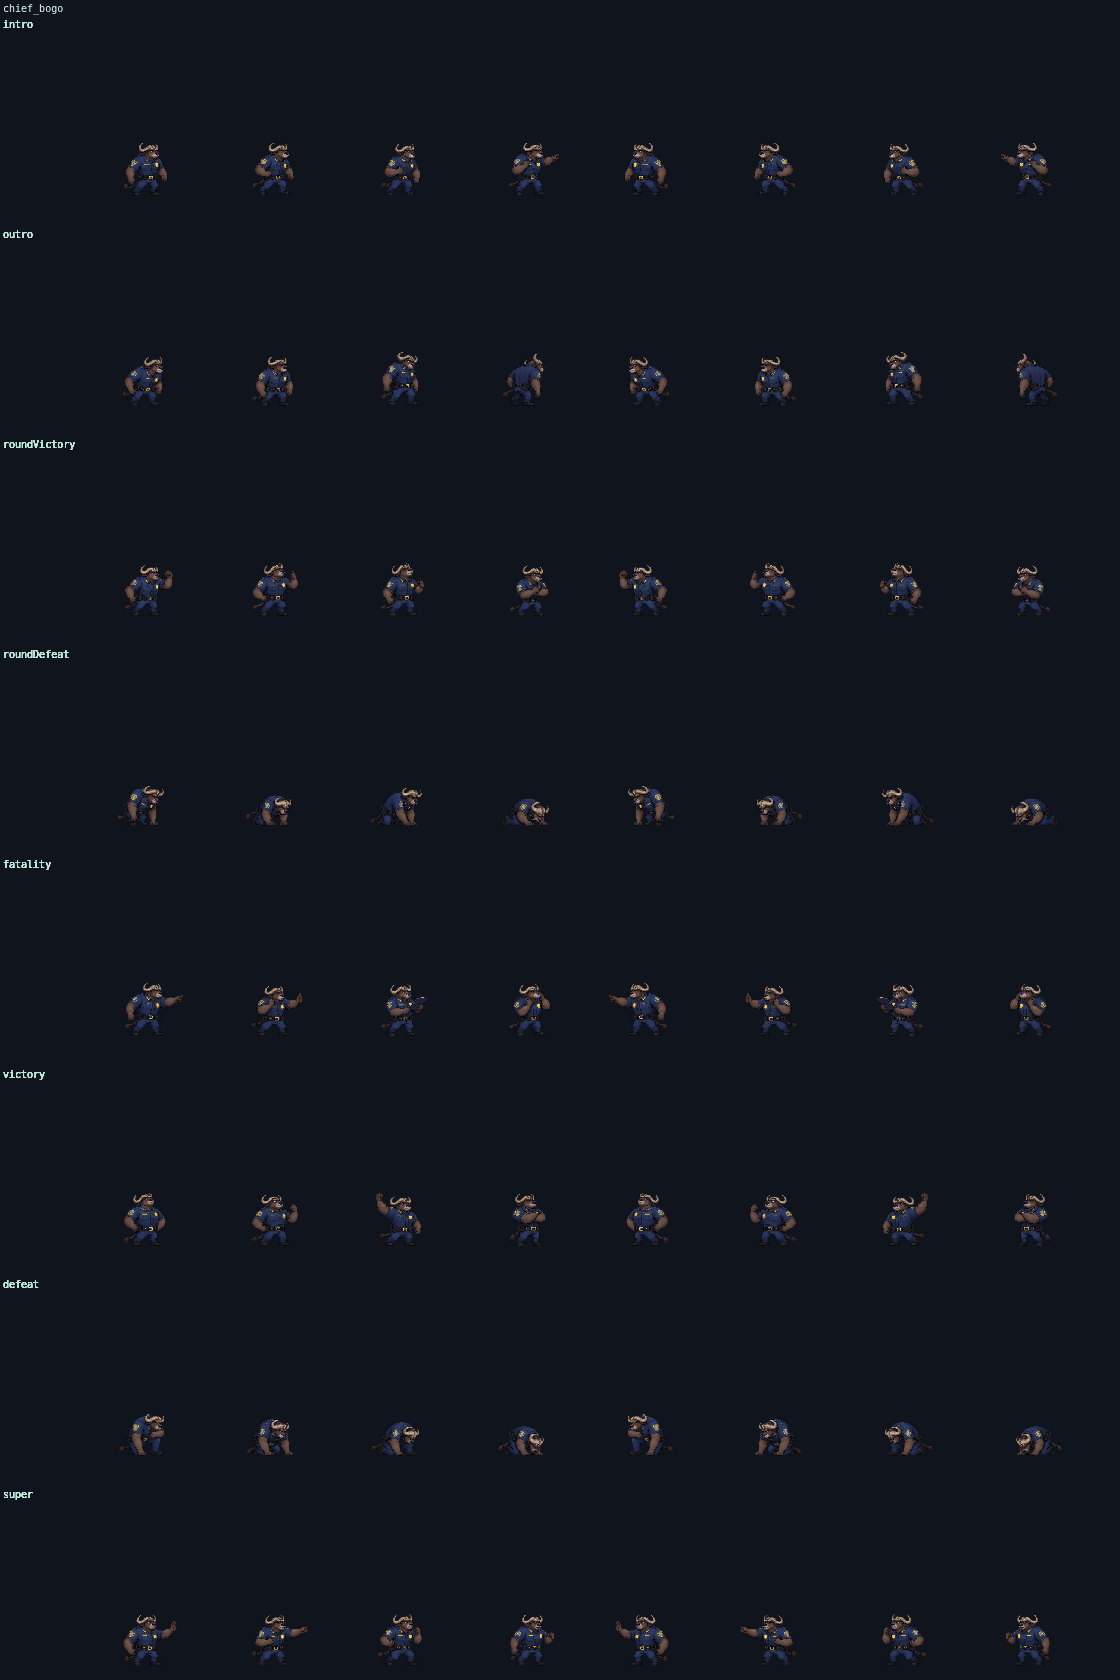 chief_bogo
intro
outro
roundVictory
roundDefeat
fatality
victory
defeat
super